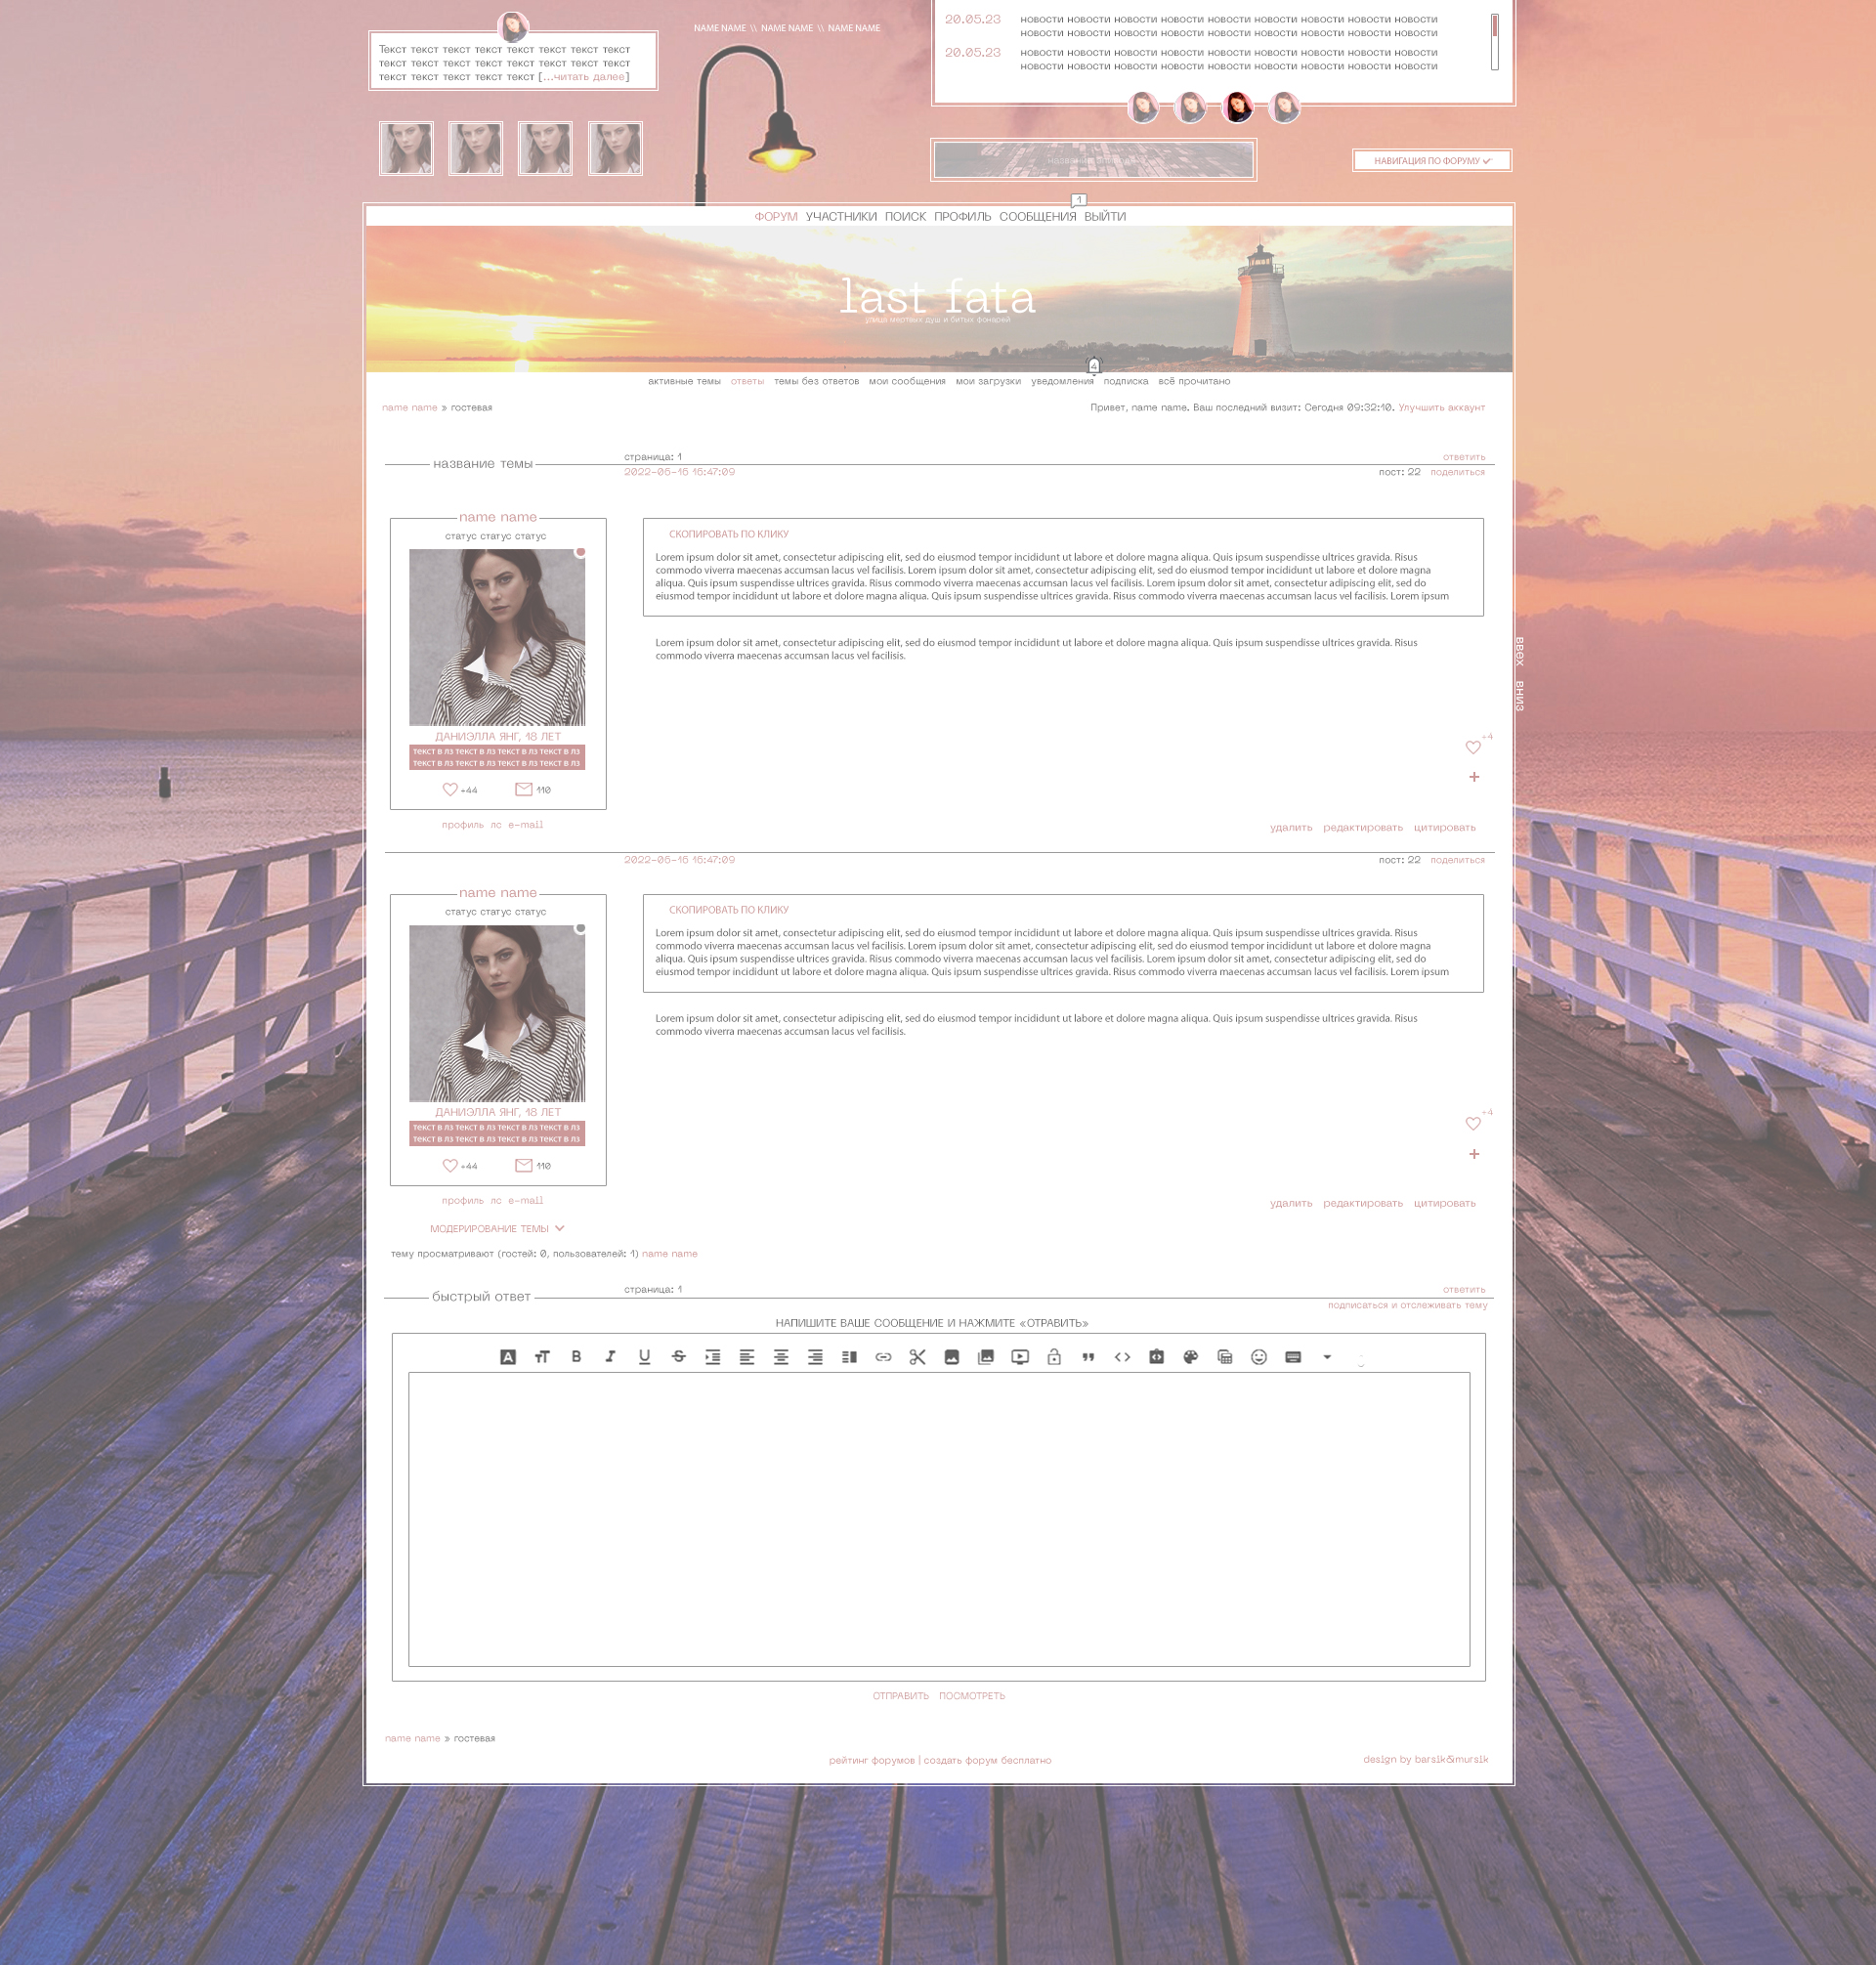 Текст текст текст текст текст текст текст текст
текст текст текст текст текст текст текст текст
текст текст текст текст текст [...читать далее]
NAME NAME \\ NAME NAME \\ NAME NAME
20.05.23 новости новости новости новости новости новости новости новости новости
новости новости новости новости новости новости новости новости новости
20.05.23 новости новости новости новости новости новости новости новости новости
новости новости новости новости новости новости новости новости новости
НАВИГАЦИЯ ПО ФОРУМУ
1
ФОРУМ УЧАСТНИКИ ПОИСК ПРОФИЛЬ СООБЩЕНИЯ ВЫЙТИ
last fata
улица мертвых душ и битых фонарей
4
активные темы ответы темы без ответов мои сообщения мои загрузки уведомления подписка всё прочитано
name name » гостевая
Привет, name name. Ваш последний визит: Сегодня 09:32:10. Улучшить аккаунт
название темы
страница: 1
ответить
2022-06-16 16:47:09
пост: 22 поделиться
name name
статус статус статус
ДАНИЭЛЛА ЯНГ, 18 ЛЕТ
текст в лз текст в лз текст в лз текст в лз
текст в лз текст в лз текст в лз текст в лз
+44 110
профиль лс e-mail
СКОПИРОВАТЬ ПО КЛИКУ
Lorem ipsum dolor sit amet, consectetur adipiscing elit, sed do eiusmod tempor incididunt ut labore et dolore magna aliqua. Quis ipsum suspendisse ultrices gravida. Risus
commodo viverra maecenas accumsan lacus vel facilisis. Lorem ipsum dolor sit amet, consectetur adipiscing elit, sed do eiusmod tempor incididunt ut labore et dolore magna
aliqua. Quis ipsum suspendisse ultrices gravida. Risus commodo viverra maecenas accumsan lacus vel facilisis. Lorem ipsum dolor sit amet, consectetur adipiscing elit, sed do
eiusmod tempor incididunt ut labore et dolore magna aliqua. Quis ipsum suspendisse ultrices gravida. Risus commodo viverra maecenas accumsan lacus vel facilisis. Lorem ipsum
Lorem ipsum dolor sit amet, consectetur adipiscing elit, sed do eiusmod tempor incididunt ut labore et dolore magna aliqua. Quis ipsum suspendisse ultrices gravida. Risus
commodo viverra maecenas accumsan lacus vel facilisis.
ввех вниз
+4
+
удалить редактировать цитировать
2022-06-16 16:47:09
пост: 22 поделиться
name name
статус статус статус
ДАНИЭЛЛА ЯНГ, 18 ЛЕТ
текст в лз текст в лз текст в лз текст в лз
текст в лз текст в лз текст в лз текст в лз
+44 110
профиль лс e-mail
СКОПИРОВАТЬ ПО КЛИКУ
Lorem ipsum dolor sit amet, consectetur adipiscing elit, sed do eiusmod tempor incididunt ut labore et dolore magna aliqua. Quis ipsum suspendisse ultrices gravida. Risus
commodo viverra maecenas accumsan lacus vel facilisis. Lorem ipsum dolor sit amet, consectetur adipiscing elit, sed do eiusmod tempor incididunt ut labore et dolore magna
aliqua. Quis ipsum suspendisse ultrices gravida. Risus commodo viverra maecenas accumsan lacus vel facilisis. Lorem ipsum dolor sit amet, consectetur adipiscing elit, sed do
eiusmod tempor incididunt ut labore et dolore magna aliqua. Quis ipsum suspendisse ultrices gravida. Risus commodo viverra maecenas accumsan lacus vel facilisis. Lorem ipsum
Lorem ipsum dolor sit amet, consectetur adipiscing elit, sed do eiusmod tempor incididunt ut labore et dolore magna aliqua. Quis ipsum suspendisse ultrices gravida. Risus
commodo viverra maecenas accumsan lacus vel facilisis.
+4
+
удалить редактировать цитировать
МОДЕРИРОВАНИЕ ТЕМЫ
тему просматривают (гостей: 0, пользователей: 1) name name
быстрый ответ
страница: 1
ответить
подписаться и отслеживать тему
НАПИШИТЕ ВАШЕ СООБЩЕНИЕ И НАЖМИТЕ «ОТРАВИТЬ»
ОТПРАВИТЬ ПОСМОТРЕТЬ
name name » гостевая
рейтинг форумов | создать форум бесплатно
design by barsik&mursik